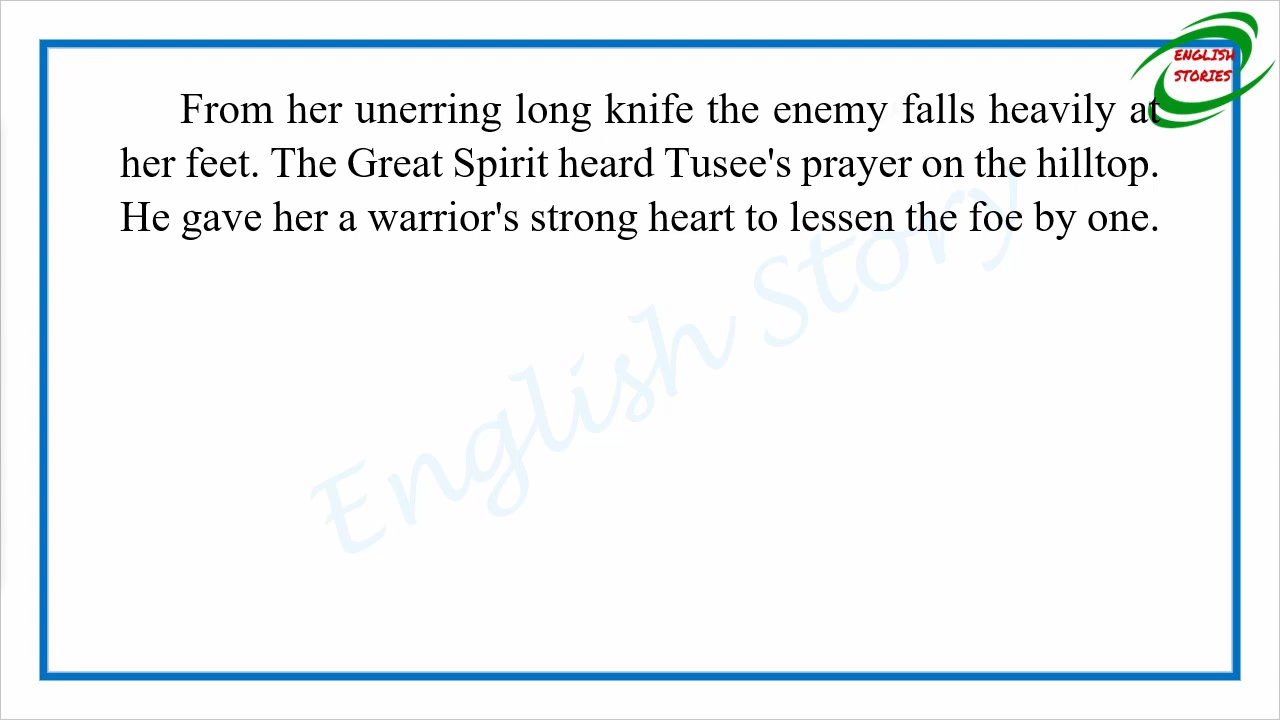 ENGLISH
STORIES
From her unerring long knife the enemy falls heavily at
her feet. The Great Spirit heard Tusee's prayer on the hilltop.
He gave her a warrior's strong heart to lessen the foe by one.
English Story